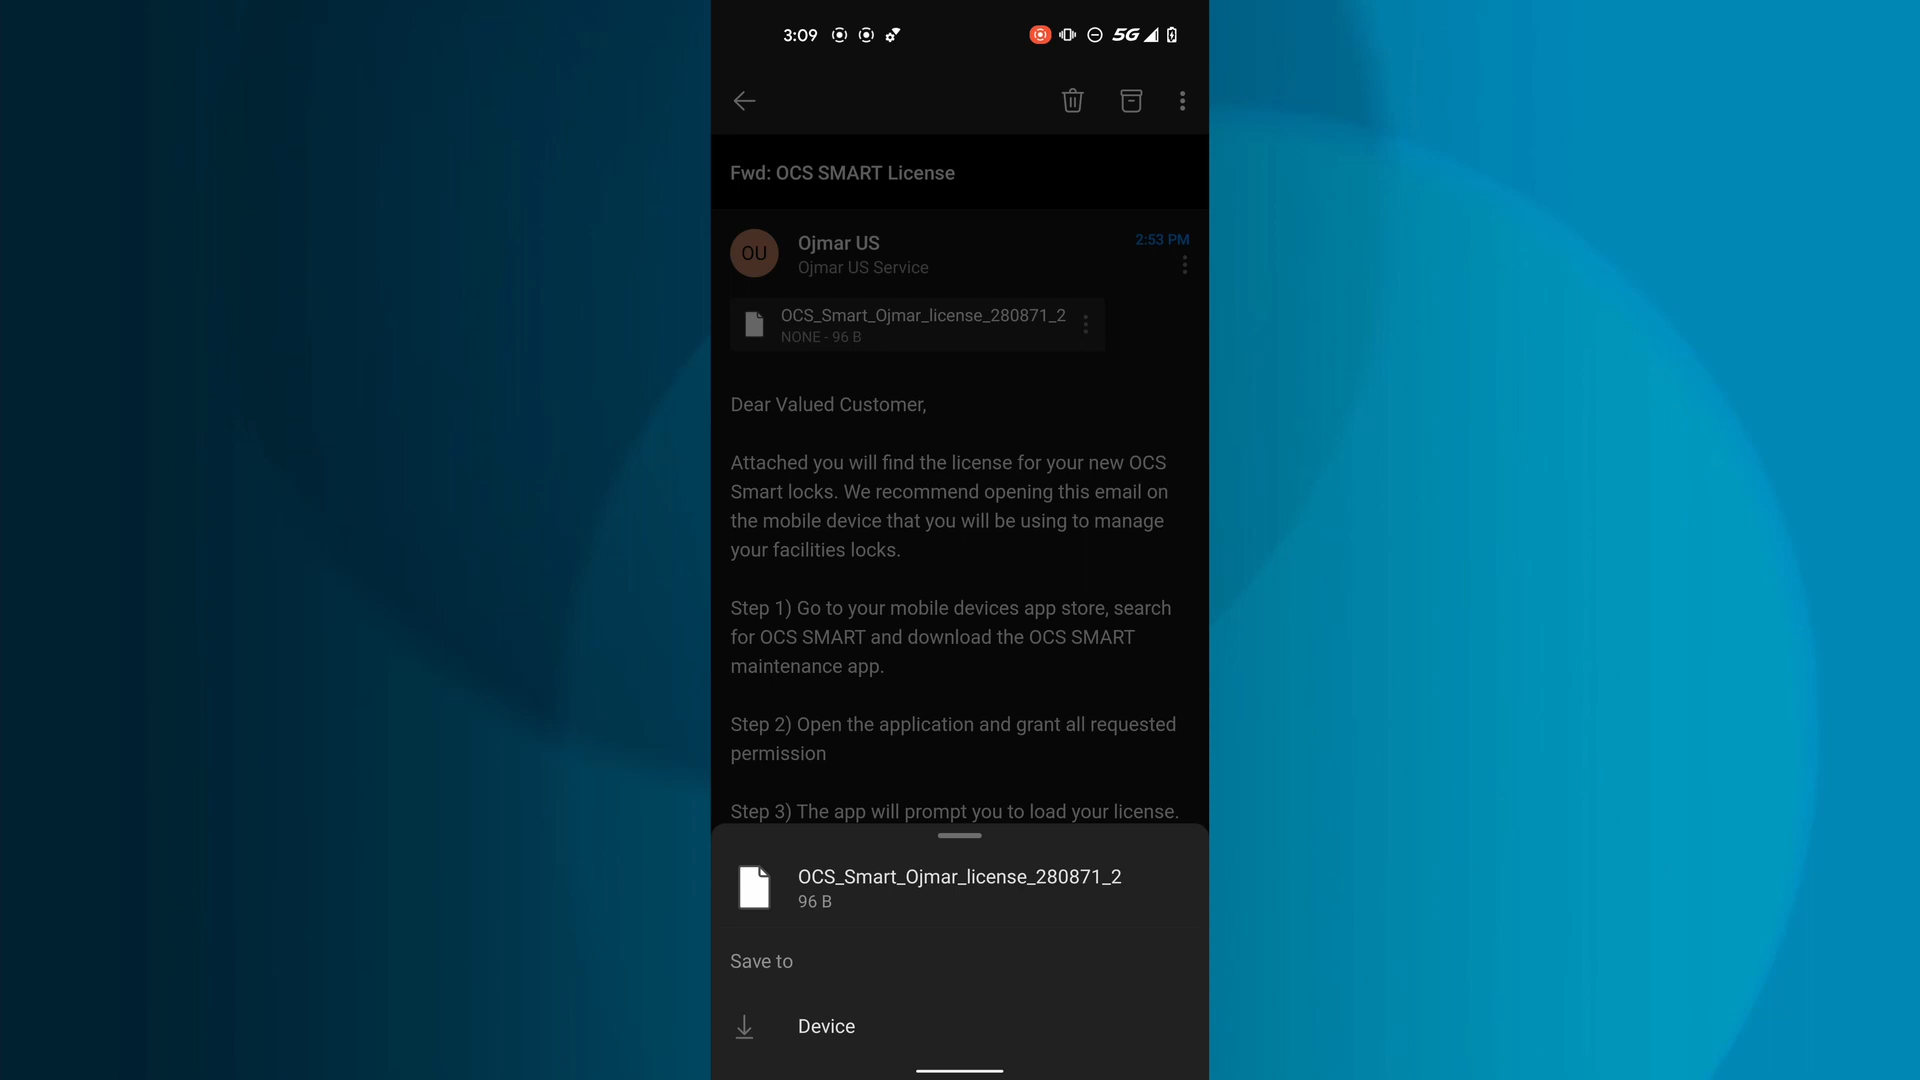 3:09
5G
Fwd: OCS SMART License
OU
Ojmar US
2:53 PM
Ojmar US Service
OCS_Smart_Ojmar_license_280871_2
NONE - 96 B
Dear Valued Customer,
Attached you will find the license for your new OCS
Smart locks. We recommend opening this email on
the mobile device that you will be using to manage
your facilities locks.
Step 1) Go to your mobile devices app store, search
for OCS SMART and download the OCS SMART
maintenance app.
Step 2) Open the application and grant all requested
permission
Step 3) The app will prompt you to load your license.
OCS_Smart_Ojmar_license_280871_2
96 B
Save to
Device